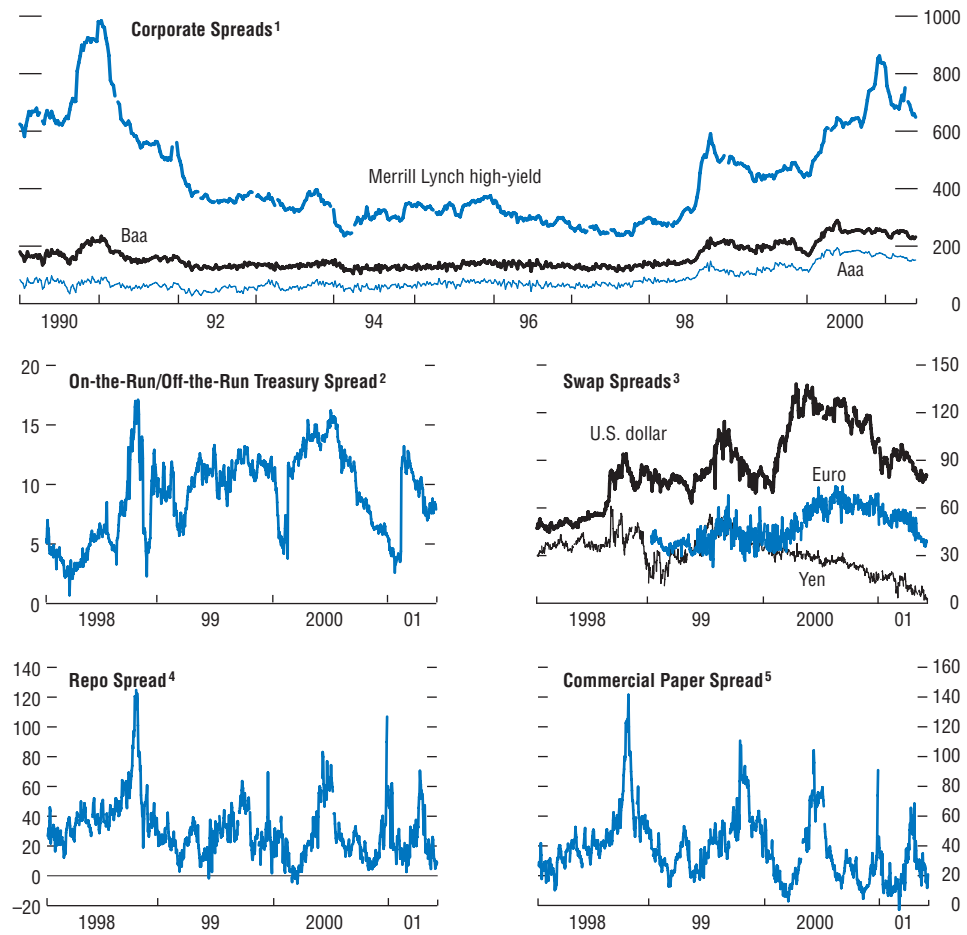 Corporate Spreads1
1000
800
600
400
200
0
Merrill Lynch high-yield
Baa
Aaa
1990 92 94 96 98 2000
On-the-Run/Off-the-Run Treasury Spread2
20
15
10
5
0
1998 99 2000 01
Swap Spreads3
150
120
90
60
30
0
U.S. dollar
Euro
Yen
1998 99 2000 01
Repo Spread4
140
120
100
80
60
40
20
0
–20
1998 99 2000 01
Commercial Paper Spread5
160
140
120
100
80
60
40
20
0
1998 99 2000 01